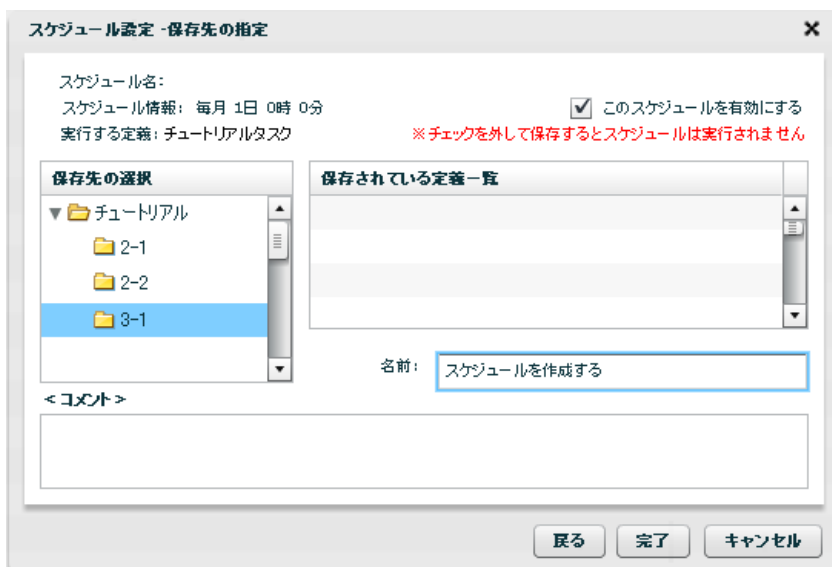 スケジュール設定 -保存先の指定
スケジュール名:
スケジュール情報: 毎月 1日 0時 0分
このスケジュールを有効にする
実行する定義: チュートリアルタスク
※チェックを外して保存するとスケジュールは実行されません
保存先の選択
保存されている定義一覧
チュートリアル
2-1
2-2
3-1
名前:
スケジュールを作成する
<コメント>
戻る
完了
キャンセル